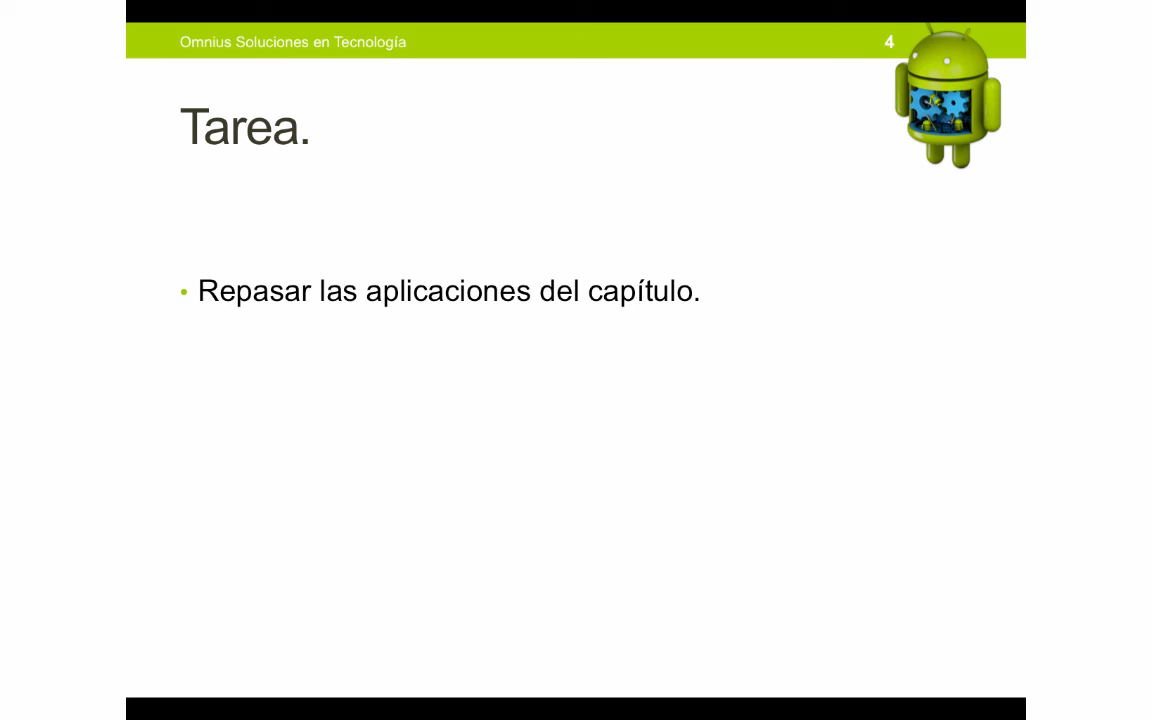 Omnius Soluciones en Tecnología
4
Tarea.
• Repasar las aplicaciones del capítulo.